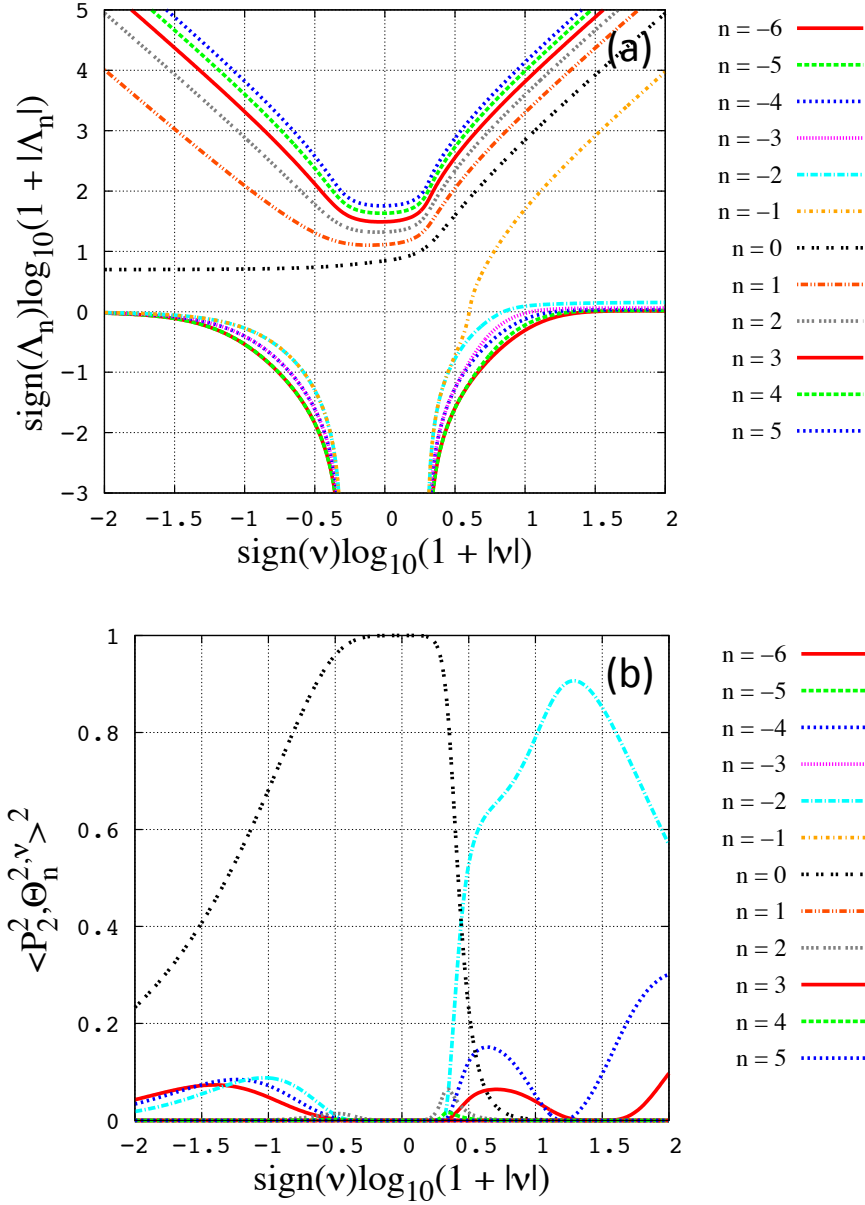 (a)
sign(Λn)log10(1 + |Λn|)
5
4
3
2
1
0
−1
−2
−3
−2 −1.5 −1 −0.5 0 0.5 1 1.5 2
sign(ν)log10(1 + |ν|)
n = −6
n = −5
n = −4
n = −3
n = −2
n = −1
n = 0
n = 1
n = 2
n = 3
n = 4
n = 5
(b)
<P₂²,Θₙ²,ᵛ>²
1
0.8
0.6
0.4
0.2
0
−2 −1.5 −1 −0.5 0 0.5 1 1.5 2
sign(ν)log10(1 + |ν|)
n = −6
n = −5
n = −4
n = −3
n = −2
n = −1
n = 0
n = 1
n = 2
n = 3
n = 4
n = 5